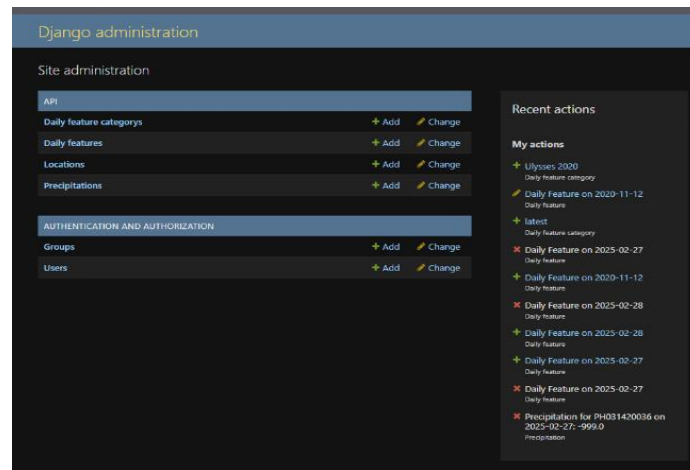 Django administration
Site administration
API
Daily feature categorys + Add Change
Daily features + Add Change
Locations + Add Change
Precipitations + Add Change
AUTHENTICATION AND AUTHORIZATION
Groups + Add Change
Users + Add Change
Recent actions
My actions
+ Ulysses 2020
Daily feature category
Daily Feature on 2020-11-12
Daily feature
+ latest
Daily feature category
Daily Feature on 2025-02-27
Daily feature
+ Daily Feature on 2020-11-12
Daily feature
Daily Feature on 2025-02-28
Daily feature
+ Daily Feature on 2025-02-28
Daily feature
+ Daily Feature on 2025-02-27
Daily feature
Daily Feature on 2025-02-27
Daily feature
Precipitation for PH031420036 on
2025-02-27: -999.0
Precipitation